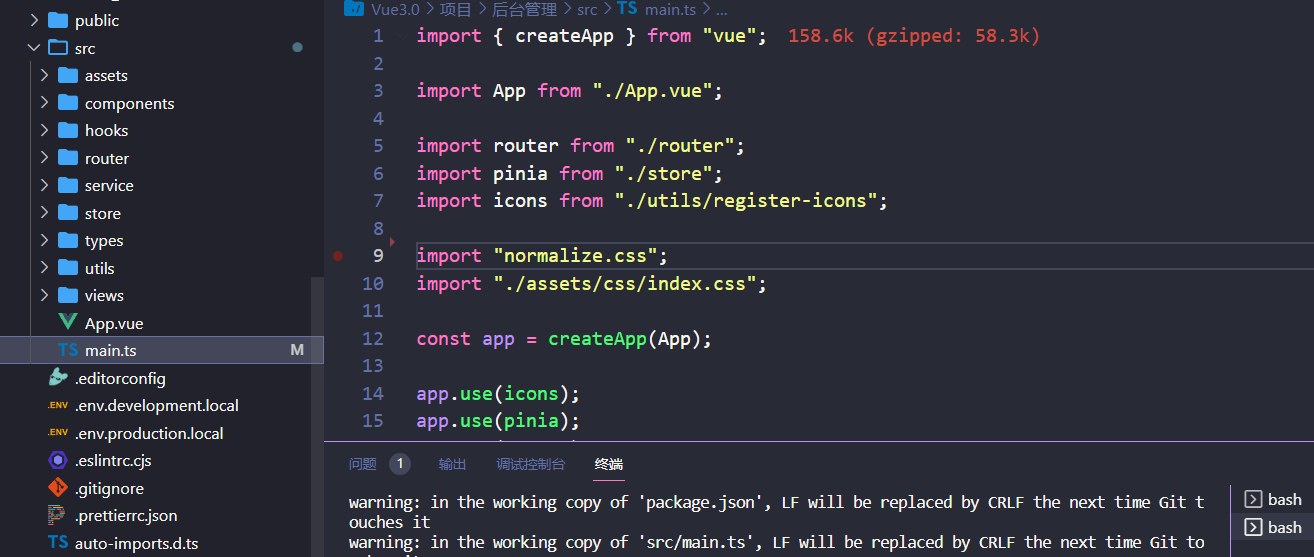 public
src
assets
components
hooks
router
service
store
types
utils
views
App.vue
TS main.ts M
.editorconfig
.ENV .env.development.local
.ENV .env.production.local
.eslintrc.cjs
.gitignore
.prettierrc.json
TS auto-imports.d.ts
Vue3.0 > 项目 > 后台管理 > src > TS main.ts > ...
1 import { createApp } from "vue"; 158.6k (gzipped: 58.3k)
2
3 import App from "./App.vue";
4
5 import router from "./router";
6 import pinia from "./store";
7 import icons from "./utils/register-icons";
8
9 import "normalize.css";
10 import "./assets/css/index.css";
11
12 const app = createApp(App);
13
14 app.use(icons);
15 app.use(pinia);
问题 1 输出 调试控制台 终端
warning: in the working copy of 'package.json', LF will be replaced by CRLF the next time Git t
ouches it
warning: in the working copy of 'src/main.ts', LF will be replaced by CRLF the next time Git to
bash
bash